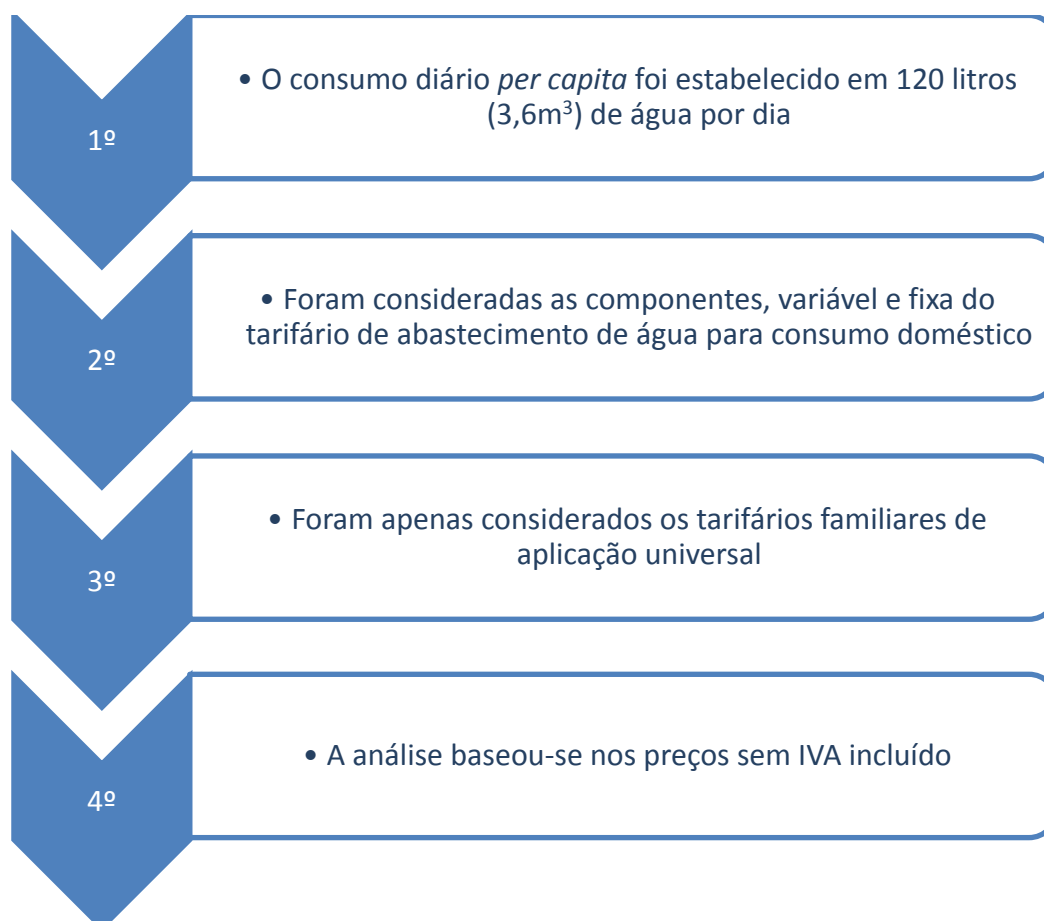 1º
• O consumo diário per capita foi estabelecido em 120 litros
(3,6m³) de água por dia
2º
• Foram consideradas as componentes, variável e fixa do
tarifário de abastecimento de água para consumo doméstico
3º
• Foram apenas considerados os tarifários familiares de
aplicação universal
4º
• A análise baseou-se nos preços sem IVA incluído